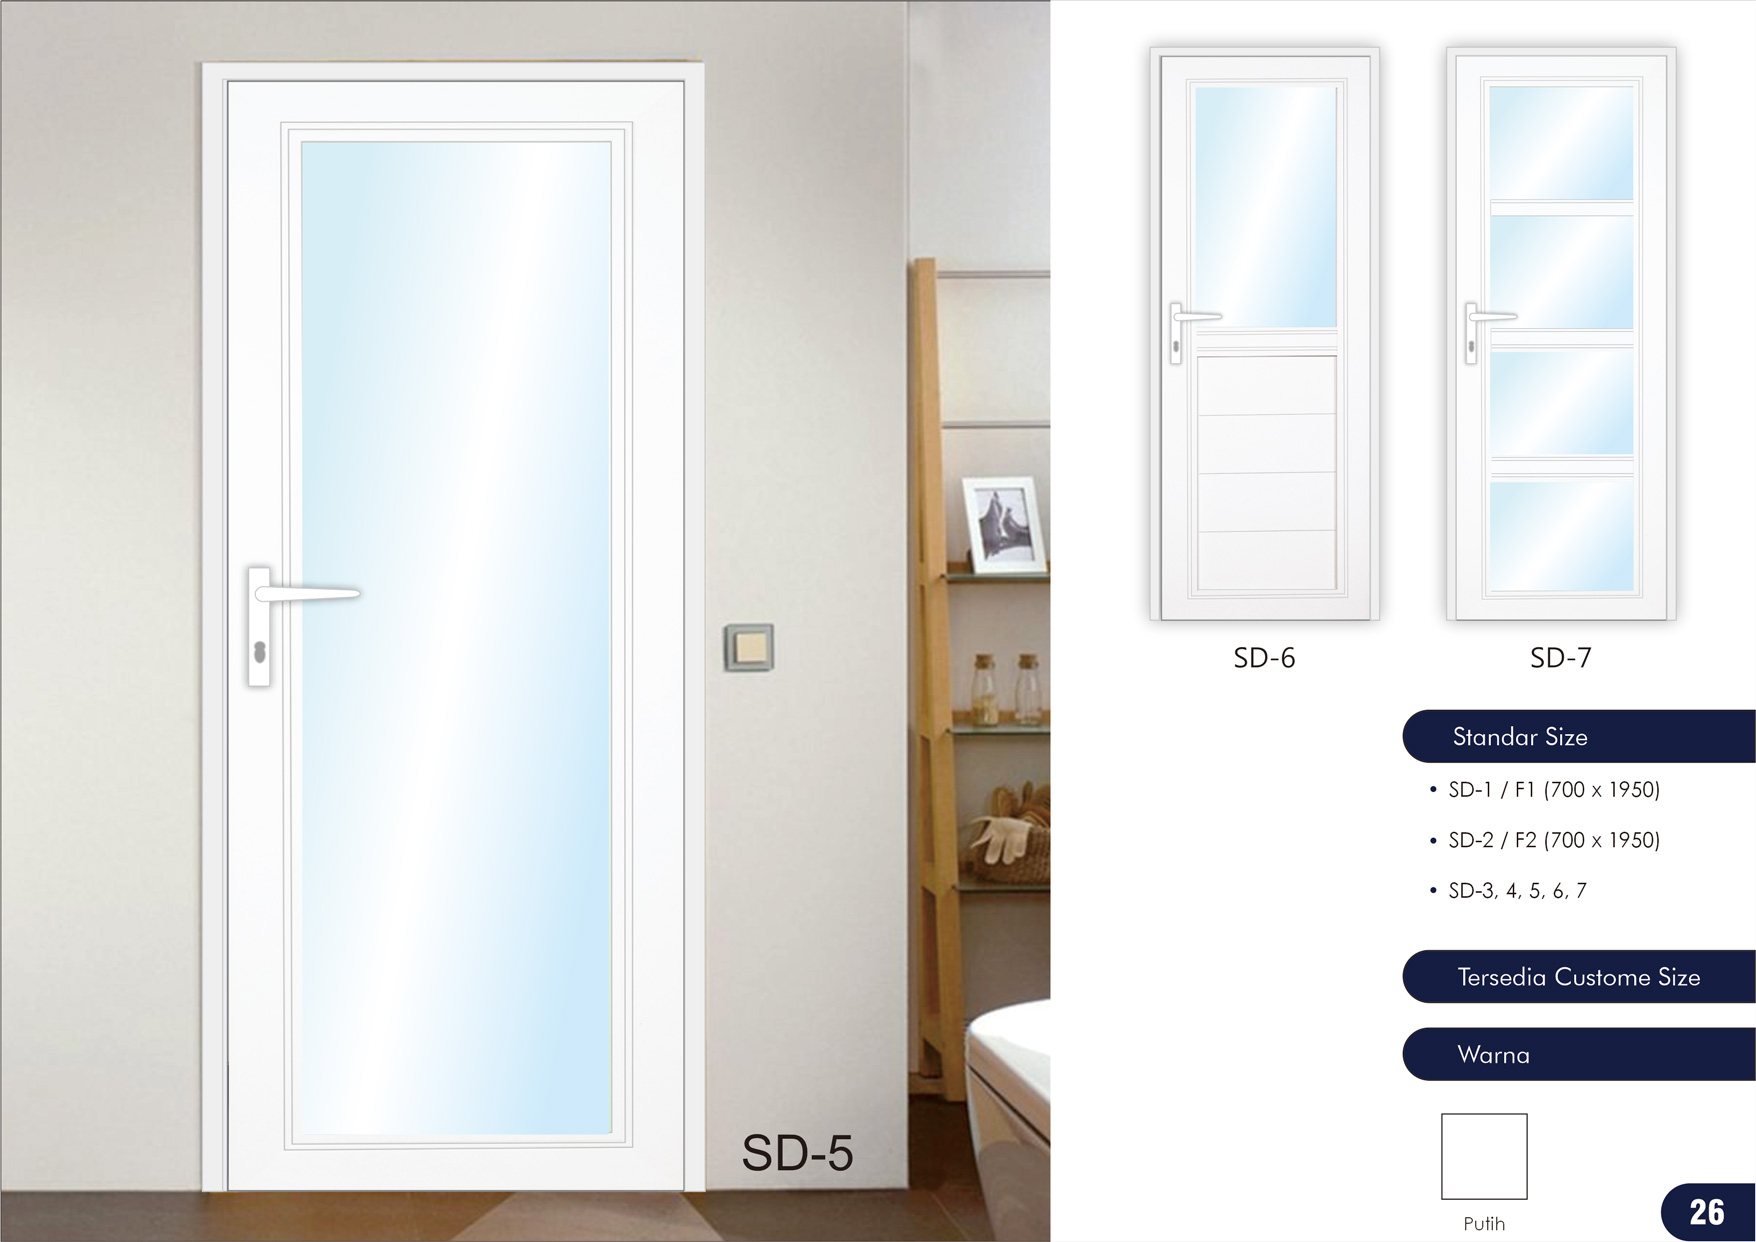 SD-5
SD-6
SD-7
Standar Size
• SD-1 / F1 (700 x 1950)
• SD-2 / F2 (700 x 1950)
• SD-3, 4, 5, 6, 7
Tersedia Custome Size
Warna
Putih
26